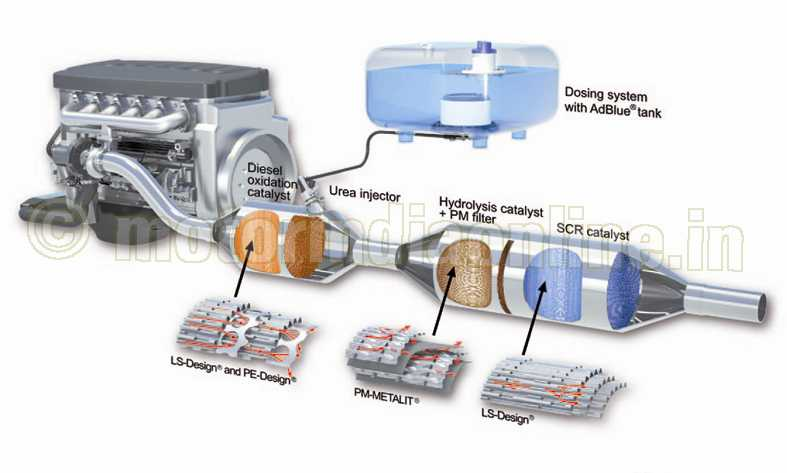 Dosing system
with AdBlue® tank
Diesel
oxidation
catalyst
Urea injector
Hydrolysis catalyst
+ PM filter
SCR catalyst
LS-Design® and PE-Design®
PM-METALIT®
LS-Design®
© motorindiaonline.in